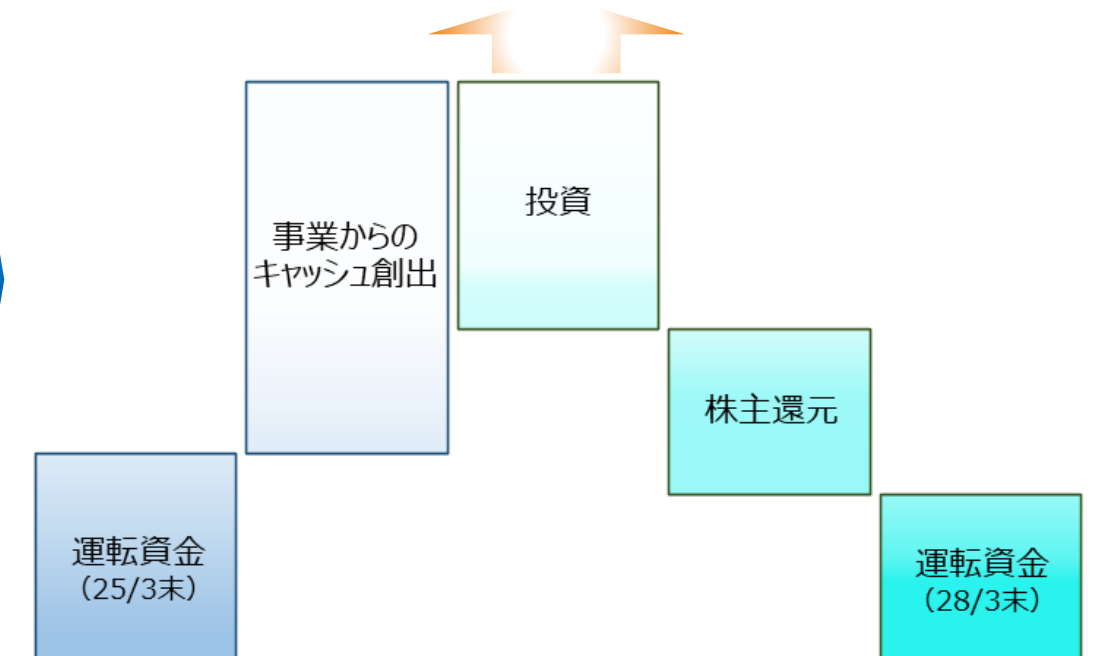 事業からの
キャッシュ創出
投資
株主還元
運転資金
（25/3末）
運転資金
（28/3末）